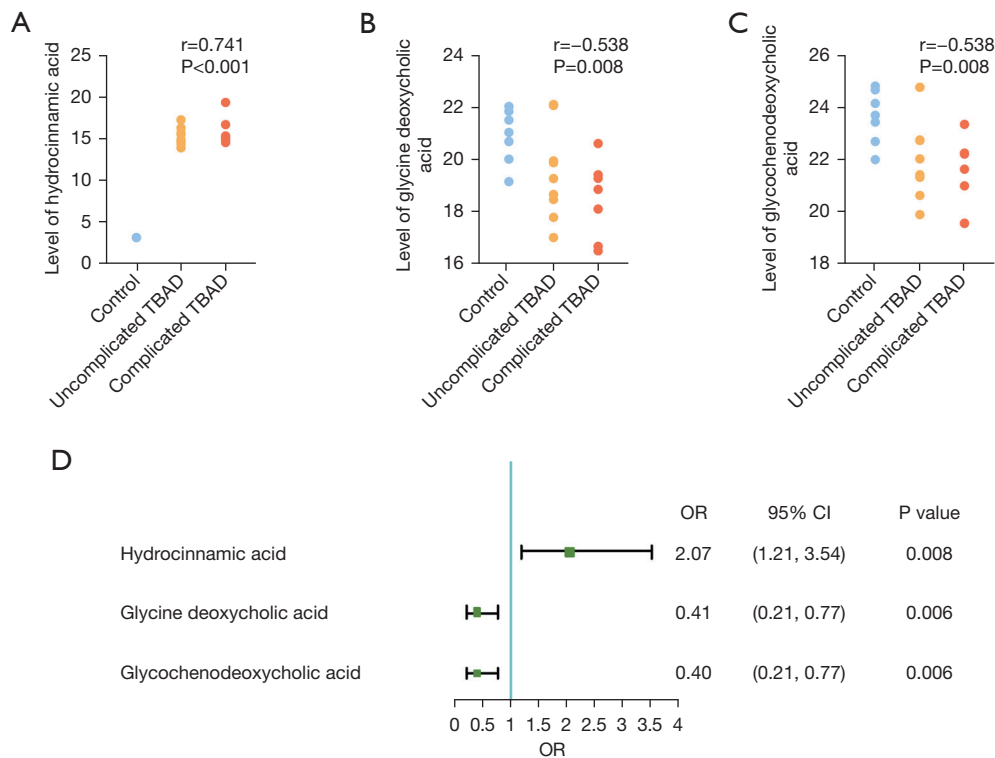 A
r=0.741
P<0.001
Level of hydrocinnamic acid
25
20
15
10
5
0
Control
Uncomplicated TBAD
Complicated TBAD
B
r=−0.538
P=0.008
Level of glycine deoxycholic
acid
24
22
20
18
16
Control
Uncomplicated TBAD
Complicated TBAD
C
r=−0.538
P=0.008
Level of glycochenodeoxycholic
acid
26
24
22
20
18
Control
Uncomplicated TBAD
Complicated TBAD
D
OR 95% CI P value
Hydrocinnamic acid 2.07 (1.21, 3.54) 0.008
Glycine deoxycholic acid 0.41 (0.21, 0.77) 0.006
Glycochenodeoxycholic acid 0.40 (0.21, 0.77) 0.006
0 0.5 1 1.5 2 2.5 3 3.5 4
OR